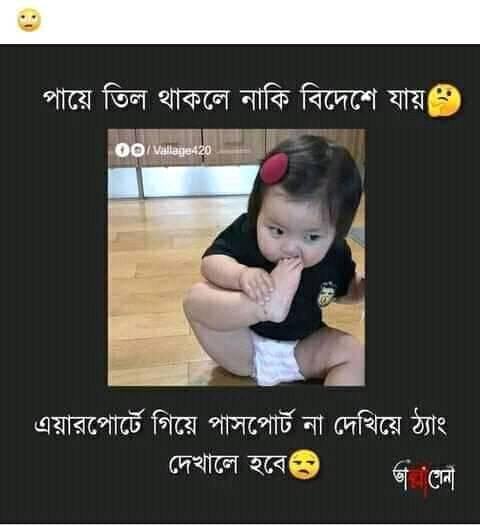 পায়ে তিল থাকলে নাকি বিদেশে যায়🤔
/ Vallage420
এয়ারপোর্টে গিয়ে পাসপোর্ট না দেখিয়ে ঠ্যাং
দেখালে হবে😒